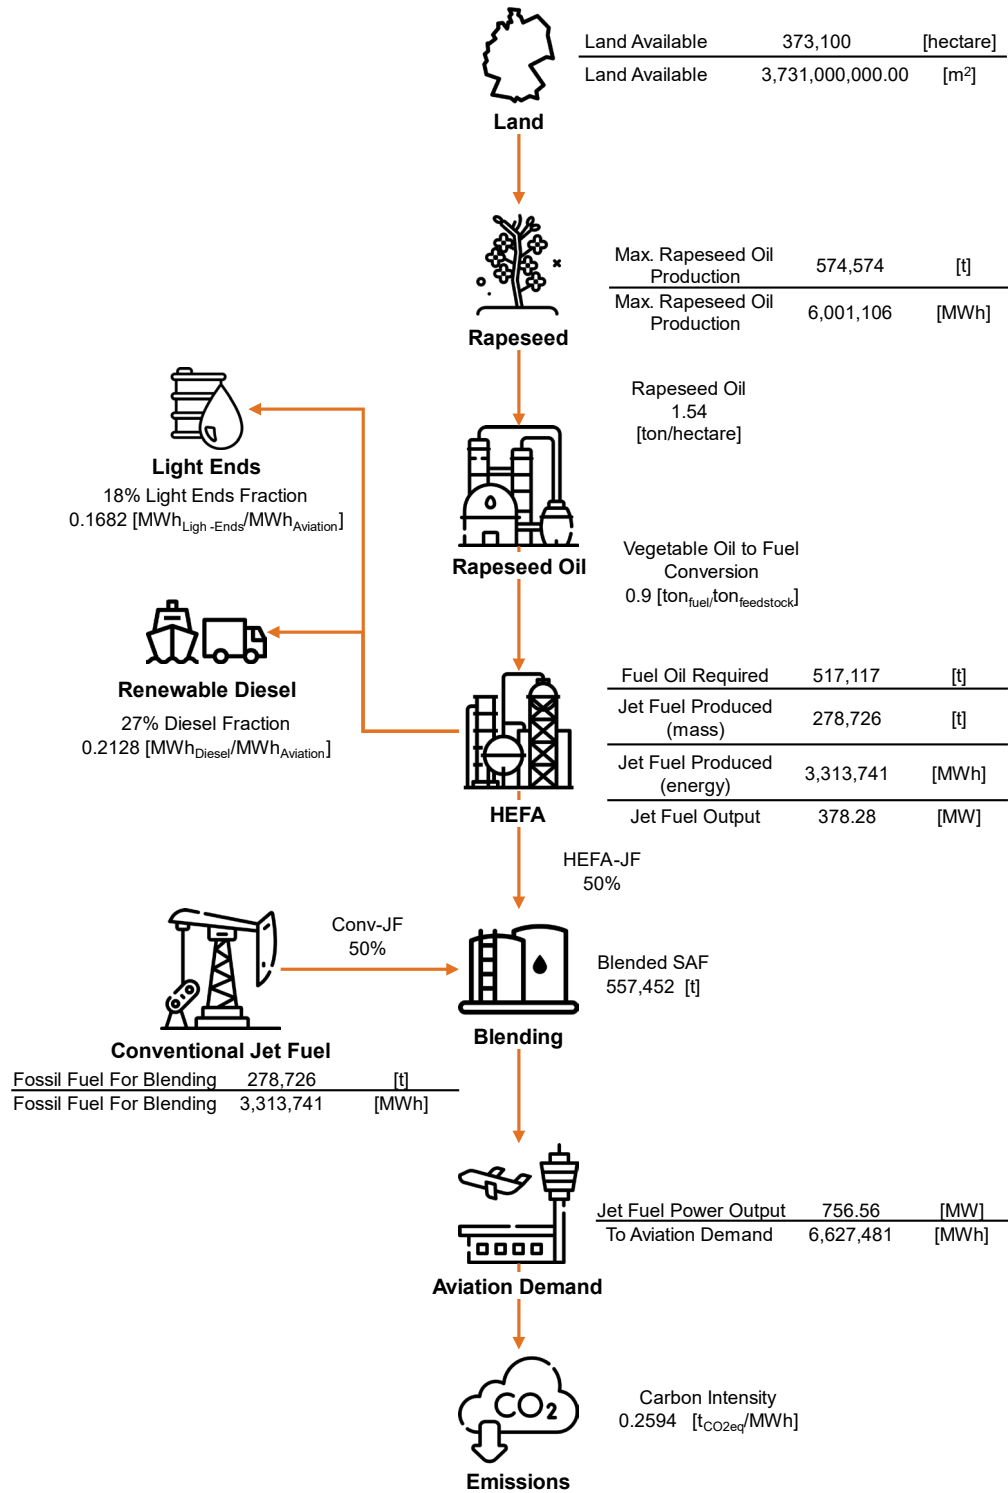 Land Available 373,100 [hectare]
Land Available 3,731,000,000.00 [m2]
Land
Max. Rapeseed Oil
Production 574,574 [t]
Max. Rapeseed Oil
Production 6,001,106 [MWh]
Rapeseed
Rapeseed Oil
1.54
[ton/hectare]
Light Ends
18% Light Ends Fraction
0.1682 [MWhLigh -Ends/MWhAviation]
Rapeseed Oil
Vegetable Oil to Fuel
Conversion
0.9 [tonfuel/tonfeedstock]
Renewable Diesel
27% Diesel Fraction
0.2128 [MWhDiesel/MWhAviation]
Fuel Oil Required 517,117 [t]
Jet Fuel Produced
(mass) 278,726 [t]
Jet Fuel Produced
(energy) 3,313,741 [MWh]
Jet Fuel Output 378.28 [MW]
HEFA
HEFA-JF
50%
Conv-JF
50%
Blended SAF
557,452 [t]
Blending
Conventional Jet Fuel
Fossil Fuel For Blending 278,726 [t]
Fossil Fuel For Blending 3,313,741 [MWh]
Jet Fuel Power Output 756.56 [MW]
To Aviation Demand 6,627,481 [MWh]
Aviation Demand
CO2
Carbon Intensity
0.2594 [tCO2eq/MWh]
Emissions